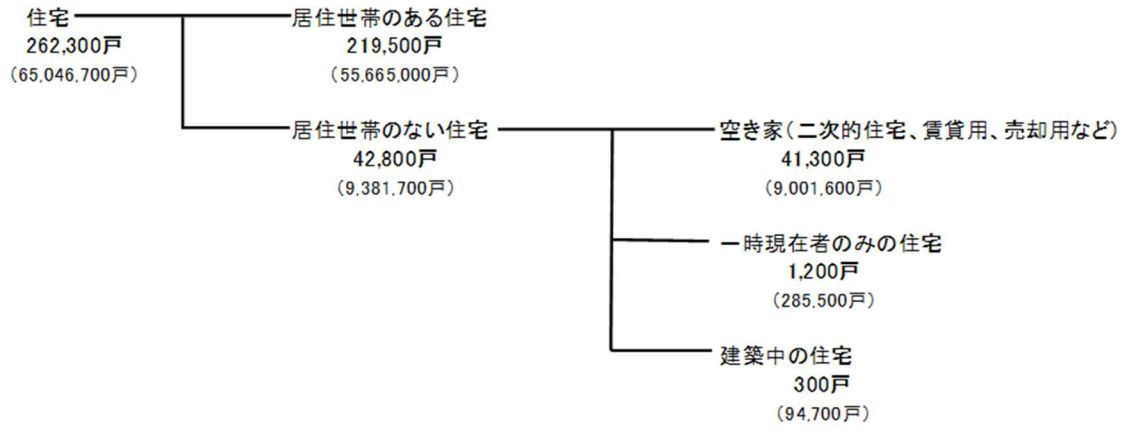 住宅
262,300戸
（65,046,700戸）
居住世帯のある住宅
219,500戸
（55,665,000戸）
居住世帯のない住宅
42,800戸
（9,381,700戸）
空き家（二次的住宅、賃貸用、売却用など）
41,300戸
（9,001,600戸）
一時現在者のみの住宅
1,200戸
（285,500戸）
建築中の住宅
300戸
（94,700戸）